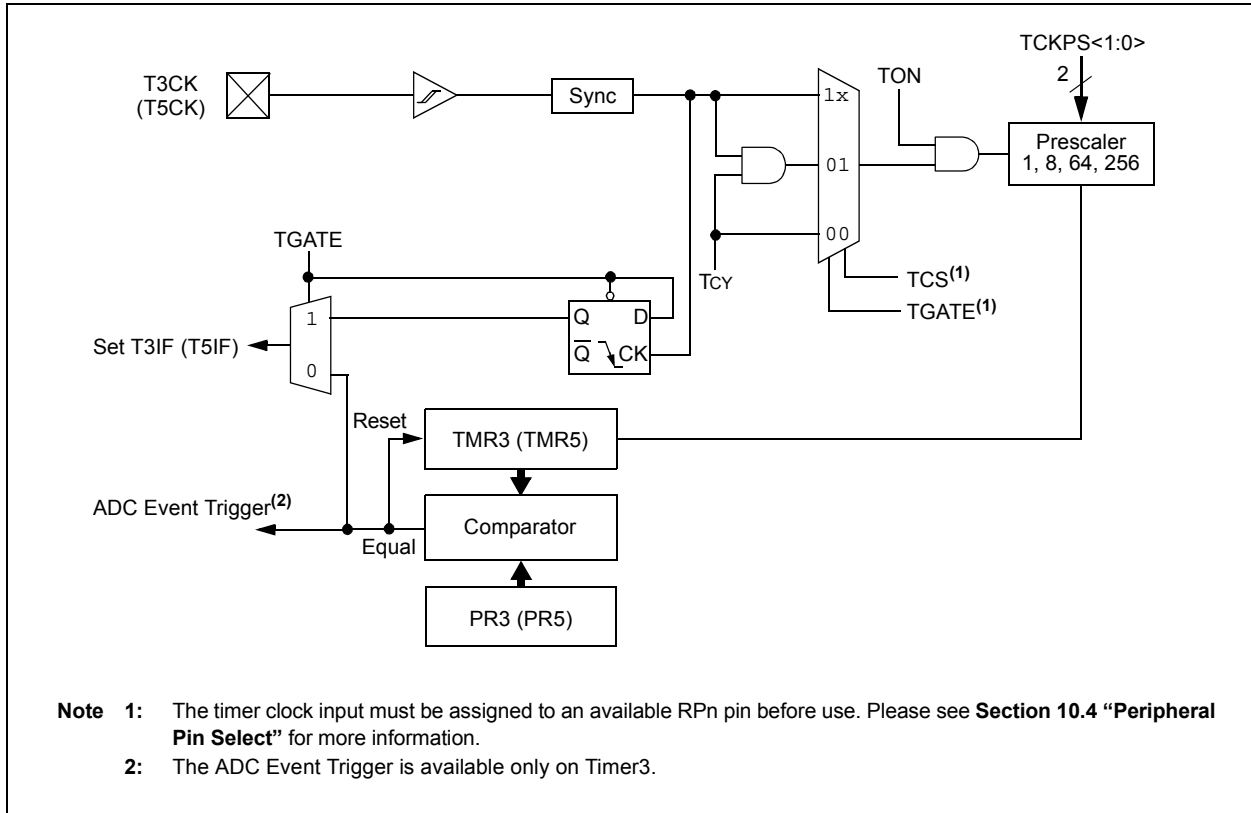 TCKPS<1:0>
2
T3CK
(T5CK)
Sync
TON
1x
Prescaler
1, 8, 64, 256
01
00
TGATE
TCY
TCS(1)
TGATE(1)
1
Q
D
Set T3IF (T5IF)
Q
CK
0
Reset
TMR3 (TMR5)
ADC Event Trigger(2)
Comparator
Equal
PR3 (PR5)
Note 1: The timer clock input must be assigned to an available RPn pin before use. Please see Section 10.4 “Peripheral
Pin Select” for more information.
2: The ADC Event Trigger is available only on Timer3.